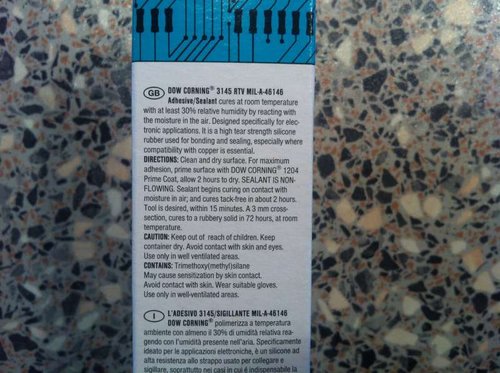 GB DOW CORNING® 3145 RTV MIL-A-46146
Adhesive/Sealant cures at room temperature
with at least 30% relative humidity by reacting with
the moisture in the air. Designed specifically for elec-
tronic applications. It is a high tear strength silicone
rubber used for bonding and sealing, especially where
compatibility with copper is essential.
DIRECTIONS: Clean and dry surface. For maximum
adhesion, prime surface with DOW CORNING® 1204
Prime Coat, allow 2 hours to dry. SEALANT IS NON-
FLOWING. Sealant begins curing on contact with
moisture in air; and cures tack-free in about 2 hours.
Tool is desired, within 15 minutes. A 3 mm cross-
section, cures to a rubbery solid in 72 hours, at room
temperature.
CAUTION: Keep out of reach of children. Keep
container dry. Avoid contact with skin and eyes.
Use only in well ventilated areas.
CONTAINS: Trimethoxy(methyl)silane
May cause sensitization by skin contact.
Avoid contact with skin. Wear suitable gloves.
Use only in well-ventilated areas.
I L'ADESIVO 3145/SIGILLANTE MIL-A-46146
DOW CORNING® polimerizza a temperatura
ambiente con almeno il 30% di umidità relativa rea-
gendo con l'umidità presente nell'aria. Specificamente
ideato per le applicazioni elettroniche, è un silicone ad
alta resistenza allo strappo usato per collegare e
sigillare, soprattutto nei casi in cui è indispensabile la